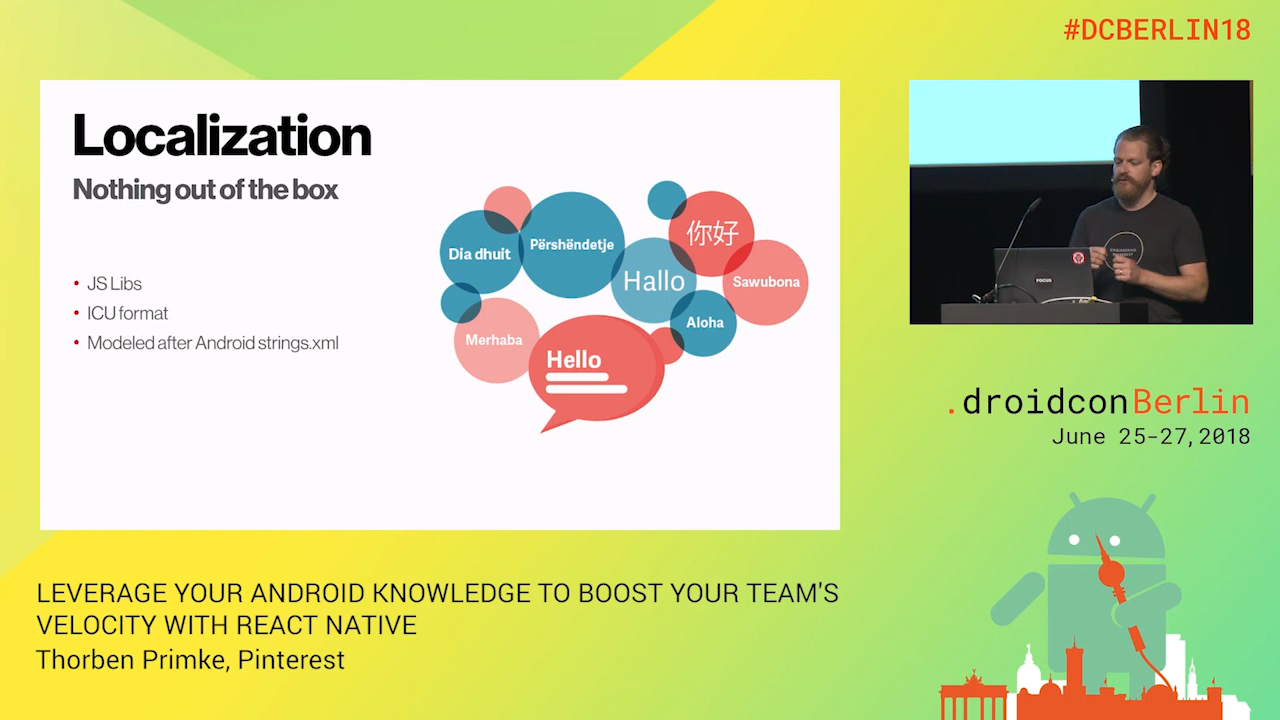 #DCBERLIN18
Localization
Nothing out of the box
• JS Libs
• ICU format
• Modeled after Android strings.xml
Dia dhuit
Përshëndetje
你好
Hallo
Sawubona
Aloha
Merhaba
Hello
FOCUS
.droidconBerlin
June 25-27, 2018
LEVERAGE YOUR ANDROID KNOWLEDGE TO BOOST YOUR TEAM'S
VELOCITY WITH REACT NATIVE
Thorben Primke, Pinterest